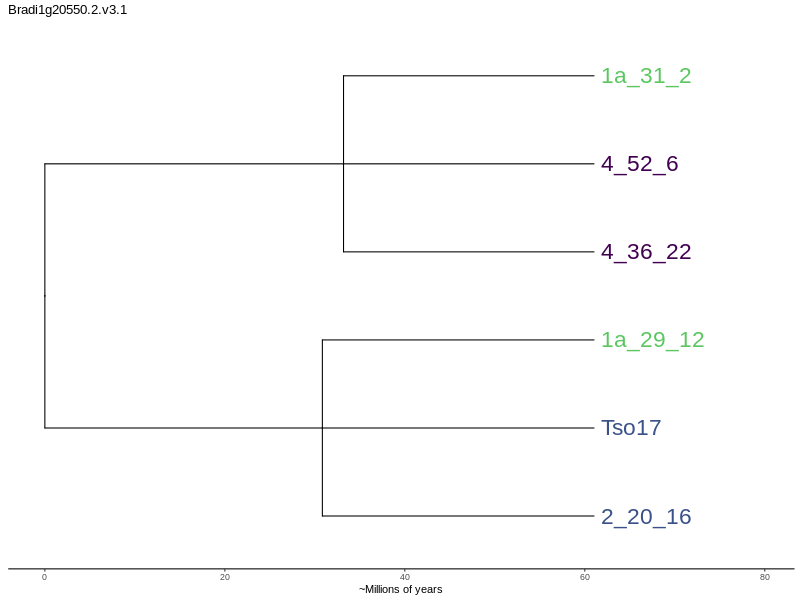 Bradi1g20550.2.v3.1
1a_31_2
4_52_6
4_36_22
1a_29_12
Tso17
2_20_16
0 20 40 60 80
~Millions of years